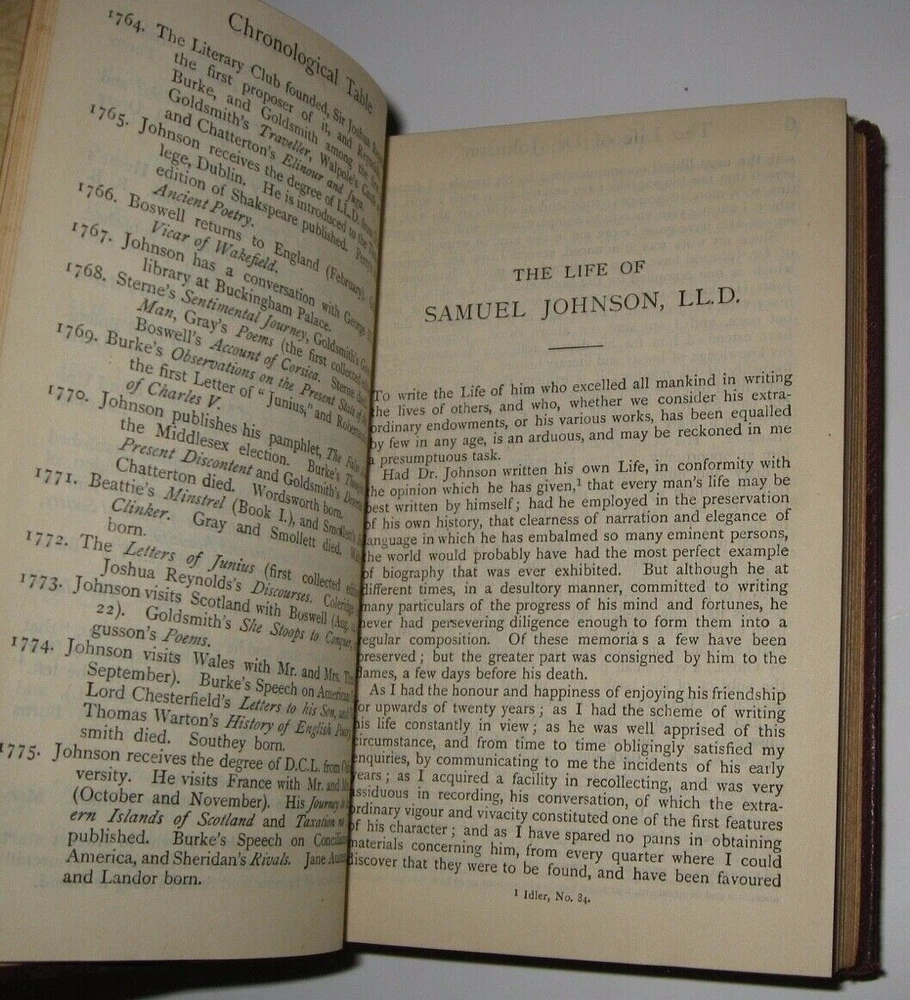 Chronological Table
1764. The Literary Club founded, Sir Joshua
the first proposer of it, and
Burke, and Goldsmith among the
Goldsmith's Traveller, Walpole's
and Chatterton's Elinour and Juga.
1765. Johnson receives the degree of LL.D. from
lege, Dublin. He is introduced to the
edition of Shakspeare published.
Ancient Poetry.
1766. Boswell returns to England (February).
Vicar of Wakefield.
1767. Johnson has a conversation with George
library at Buckingham Palace.
1768. Sterne's Sentimental Journey, Goldsmith's
Man, Gray's Poems (the first collected
Boswell's Account of Corsica. Sterne
1769. Burke's Observations on the Present State of
the first Letter of "Junius," and
of Charles V.
1770. Johnson publishes his pamphlet, The
the Middlesex election. Burke's
Present Discontent and Goldsmith's
Chatterton died. Wordsworth born.
1771. Beattie's Minstrel (Book I.), and
Clinker. Gray and Smollett died.
born.
1772. The Letters of Junius (first collected
Joshua Reynolds's Discourses. Coleridge
1773. Johnson visits Scotland with Boswell (Aug.
22). Goldsmith's She Stoops to Conquer,
gusson's Poems.
1774. Johnson visits Wales with Mr. and Mrs.
September). Burke's Speech on American
Lord Chesterfield's Letters to his Son, and
Thomas Warton's History of English
smith died. Southey born.
1775. Johnson receives the degree of D.C.L. from
versity. He visits France with Mr. and
(October and November). His Journey
ern Islands of Scotland and Taxation no
published. Burke's Speech on
America, and Sheridan's Rivals. Jane
and Landor born.
THE LIFE OF
SAMUEL JOHNSON, LL.D.
To write the Life of him who excelled all mankind in writing
the lives of others, and who, whether we consider his extra-
ordinary endowments, or his various works, has been equalled
by few in any age, is an arduous, and may be reckoned in me
a presumptuous task.
Had Dr. Johnson written his own Life, in conformity with
the opinion which he has given,¹ that every man's life may be
best written by himself; had he employed in the preservation
of his own history, that clearness of narration and elegance of
language in which he has embalmed so many eminent persons,
the world would probably have had the most perfect example
of biography that was ever exhibited. But although he at
different times, in a desultory manner, committed to writing
many particulars of the progress of his mind and fortunes, he
never had persevering diligence enough to form them into a
regular composition. Of these memoria s a few have been
preserved; but the greater part was consigned by him to the
flames, a few days before his death.
As I had the honour and happiness of enjoying his friendship
for upwards of twenty years; as I had the scheme of writing
his life constantly in view; as he was well apprised of this
circumstance, and from time to time obligingly satisfied my
enquiries, by communicating to me the incidents of his early
years; as I acquired a facility in recollecting, and was very
assiduous in recording, his conversation, of which the extra-
ordinary vigour and vivacity constituted one of the first features
of his character; and as I have spared no pains in obtaining
materials concerning him, from every quarter where I could
discover that they were to be found, and have been favoured
¹ Idler, No. 84.